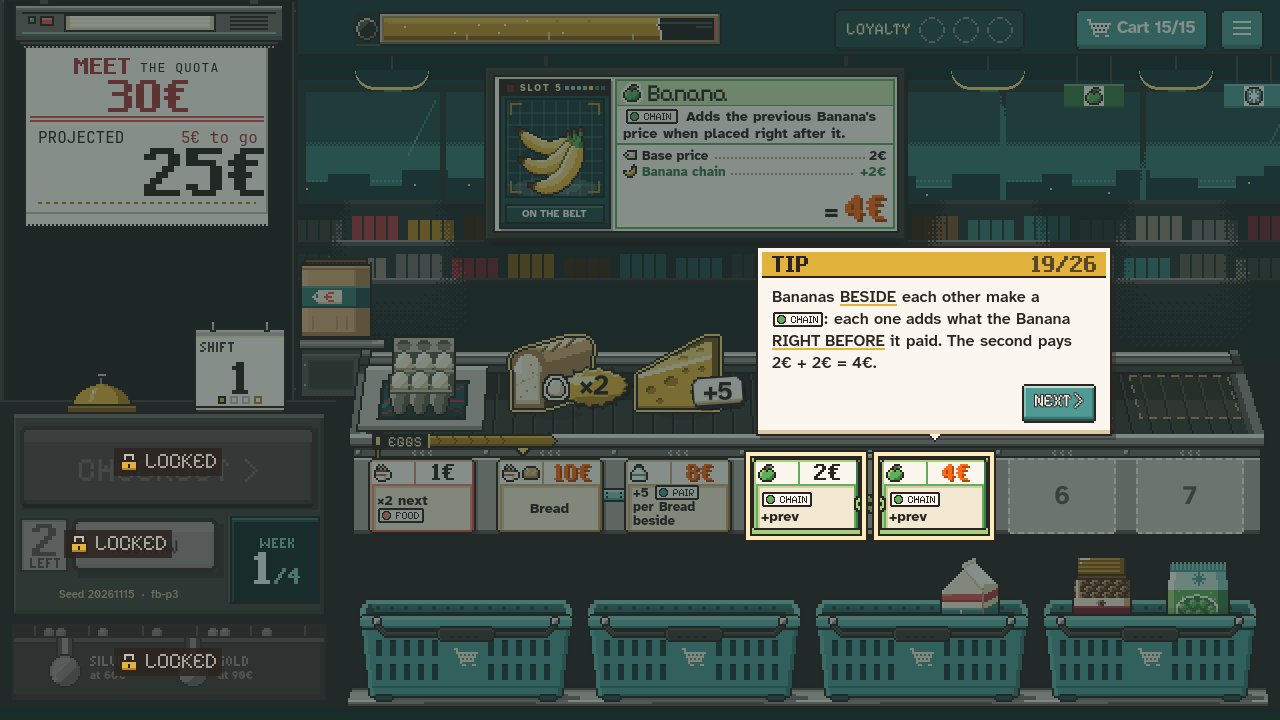 LOYALTY
Cart 15/15
MEET THE QUOTA
30€
PROJECTED
5€ to go
25€
SLOT 5
ON THE BELT
Banana
CHAIN Adds the previous Banana's
price when placed right after it.
Base price 2€
Banana chain +2€
= 4€
TIP 19/26
Bananas BESIDE each other make a
CHAIN: each one adds what the Banana
RIGHT BEFORE it paid. The second pays
2€ + 2€ = 4€.
NEXT
€
SHIFT
1
×2
+5
EGGS
1€
×2 next
FOOD
10€
Bread
8€
+5 PAIR
per Bread
beside
2€
CHAIN
+prev
4€
CHAIN
+prev
6
7
LOCKED
2
LEFT
LOCKED
WEEK
1/4
Seed 20261115 · fb-p3
LOCKED
at 90€